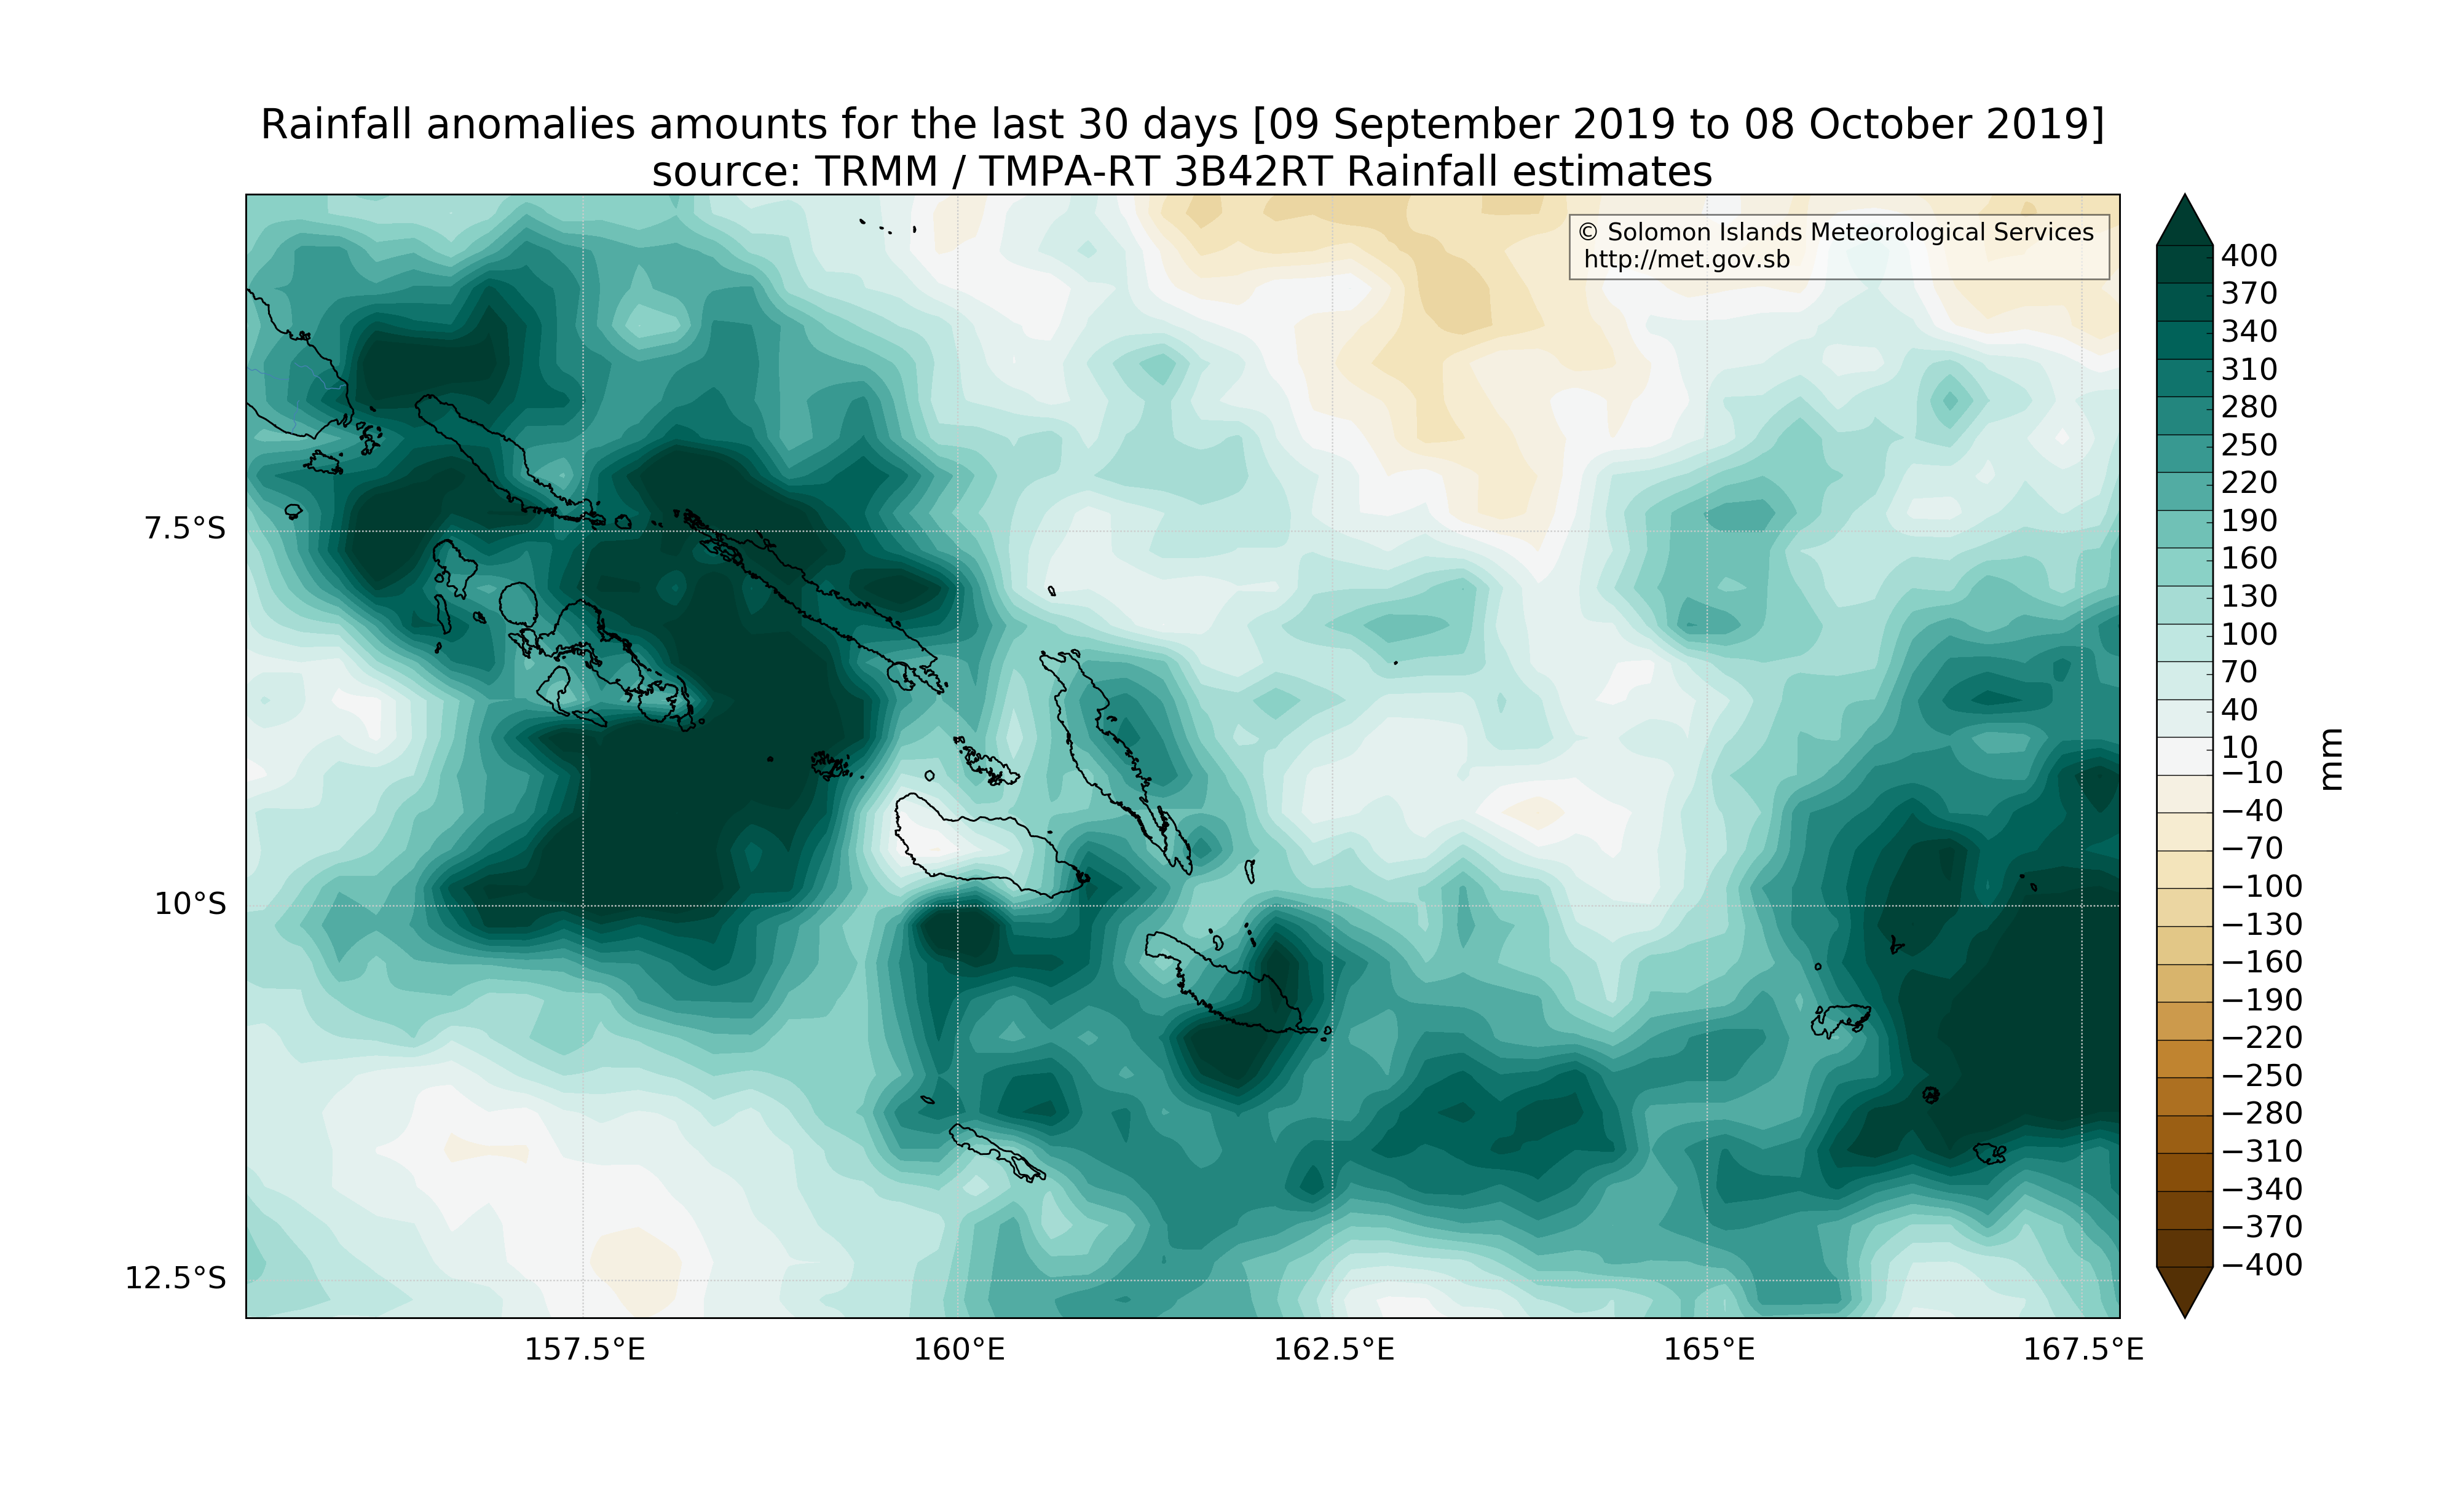 Rainfall anomalies amounts for the last 30 days [09 September 2019 to 08 October 2019]
source: TRMM / TMPA-RT 3B42RT Rainfall estimates
© Solomon Islands Meteorological Services
http://met.gov.sb
7.5°S
10°S
12.5°S
157.5°E
160°E
162.5°E
165°E
167.5°E
400
370
340
310
280
250
220
190
160
130
100
70
40
10
−10
−40
−70
−100
−130
−160
−190
−220
−250
−280
−310
−340
−370
−400
mm